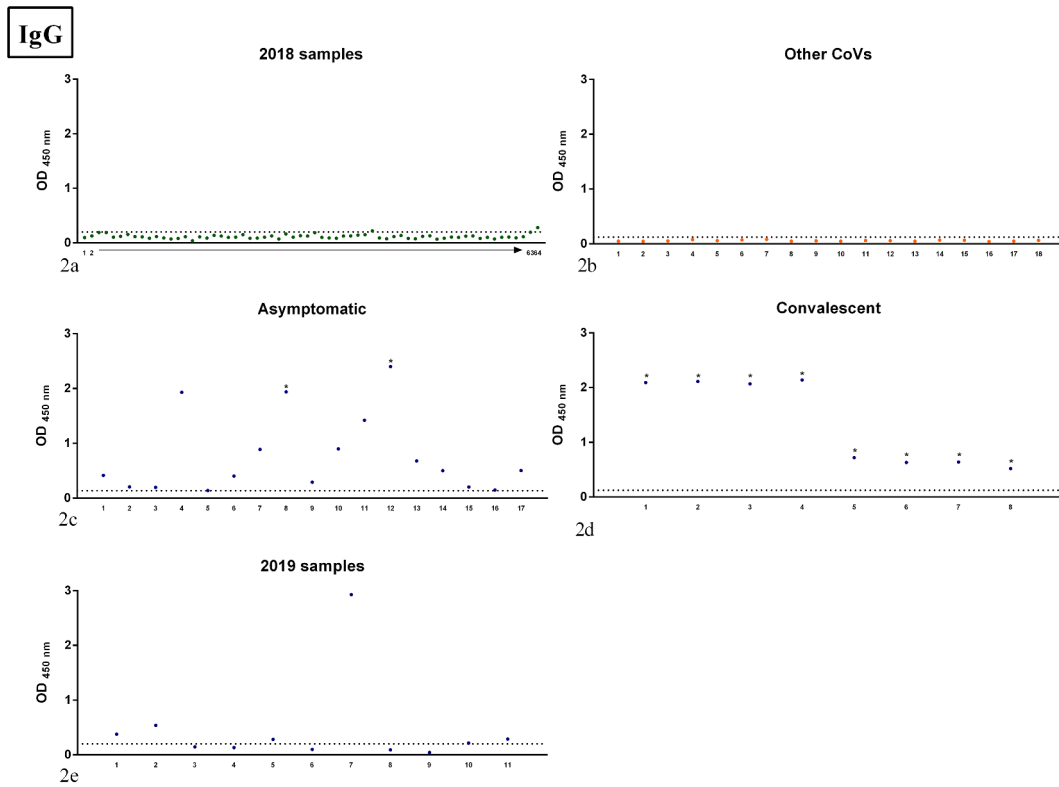 IgG
2018 samples
3
2
1
0
OD 450 nm
1 2 6364
2a
Other CoVs
3
2
1
0
OD 450 nm
1 2 3 4 5 6 7 8 9 10 11 12 13 14 15 16 17 18
2b
Asymptomatic
3
2
1
0
OD 450 nm
* *
1 2 3 4 5 6 7 8 9 10 11 12 13 14 15 16 17
2c
Convalescent
3
2
1
0
OD 450 nm
* * * * * * * *
1 2 3 4 5 6 7 8
2d
2019 samples
3
2
1
0
OD 450 nm
1 2 3 4 5 6 7 8 9 10 11
2e